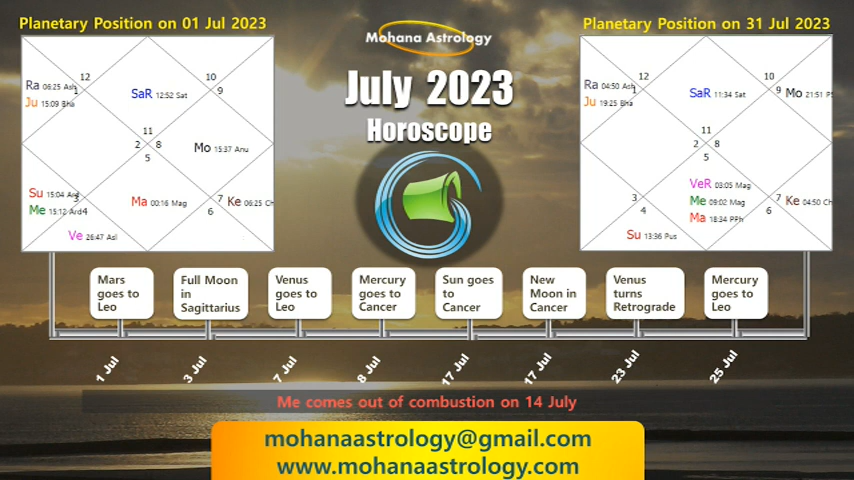 Planetary Position on 01 Jul 2023
Mohana Astrology
Planetary Position on 31 Jul 2023
July 2023
Horoscope
12
10
Ra 06:25 Ash
1
9
Ju 15:09 Bha
SaR 12:52 Sat
11
2 8
5
Mo 15:37 Anu
Su 15:04 Ard
3
Me 15:12 Ard
4
Ma 00:16 Mag
7
Ke 06:25
6
Ve 26:47 Asl
12
10
Ra 04:50 Ash
1
9
Mo 21:51
Ju 19:25 Bha
SaR 11:34 Sat
11
2 8
5
VeR 03:05 Mag
3
Me 09:02 Mag
7
Ke 04:50
4
Ma 18:34 PPh
6
Su 13:36 Pus
Mars
goes to
Leo
Full Moon
in
Sagittarius
Venus
goes to
Leo
Mercury
goes to
Cancer
Sun goes
to
Cancer
New
Moon in
Cancer
Venus
turns
Retrograde
Mercury
goes to
Leo
1 Jul
3 Jul
7 Jul
8 Jul
17 Jul
17 Jul
23 Jul
25 Jul
Me comes out of combustion on 14 July
mohanaastrology@gmail.com
www.mohanaastrology.com